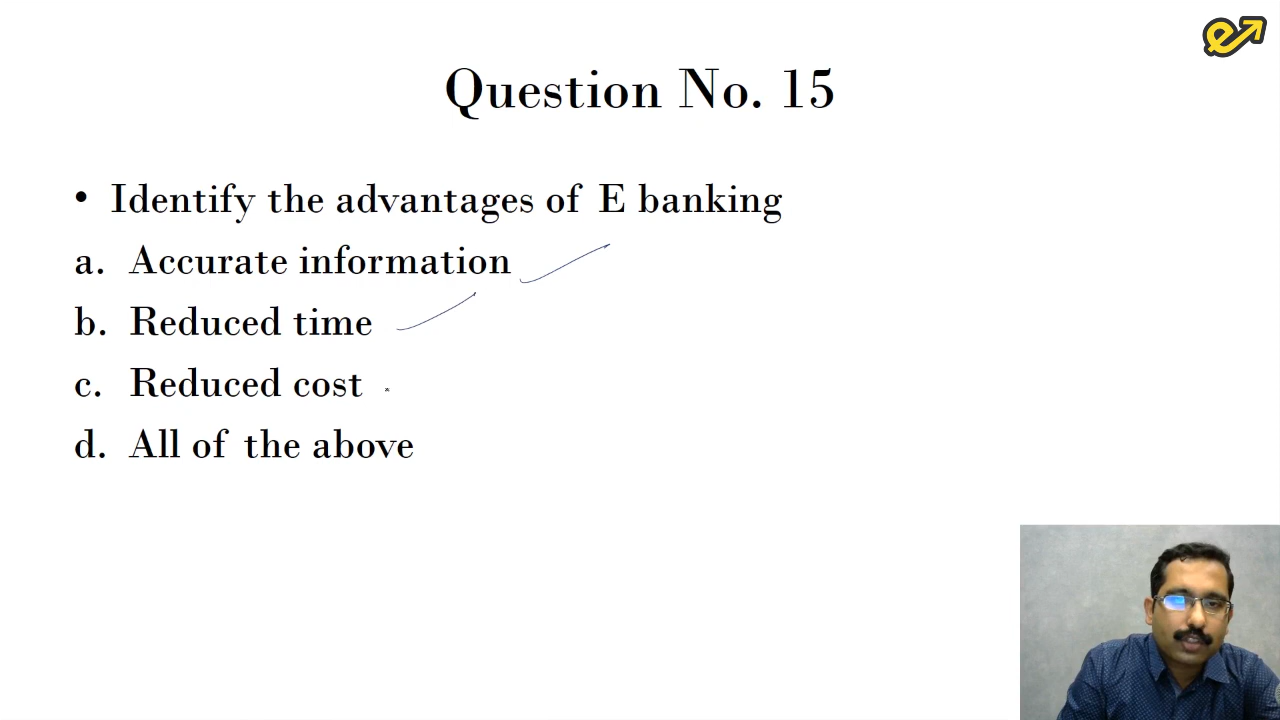 Question No. 15
• Identify the advantages of E banking
a. Accurate information
b. Reduced time
c. Reduced cost
d. All of the above